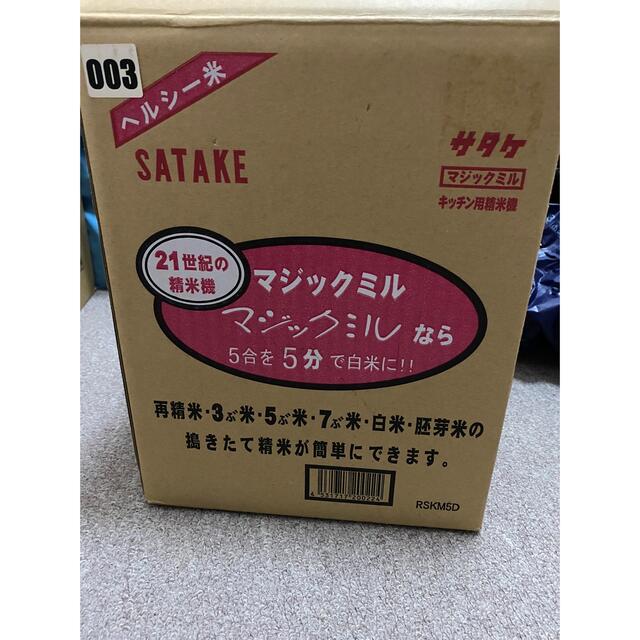 003
ヘルシー米
SATAKE
サタケ
マジックミル
キッチン用精米機
21世紀の
精米機
マジックミル
マジックミルなら
5合を5分で白米に!!
再精米・3ぶ米・5ぶ米・7ぶ米・白米・胚芽米の
搗きたて精米が簡単にできます。
4 931717 200224
RSKM5D